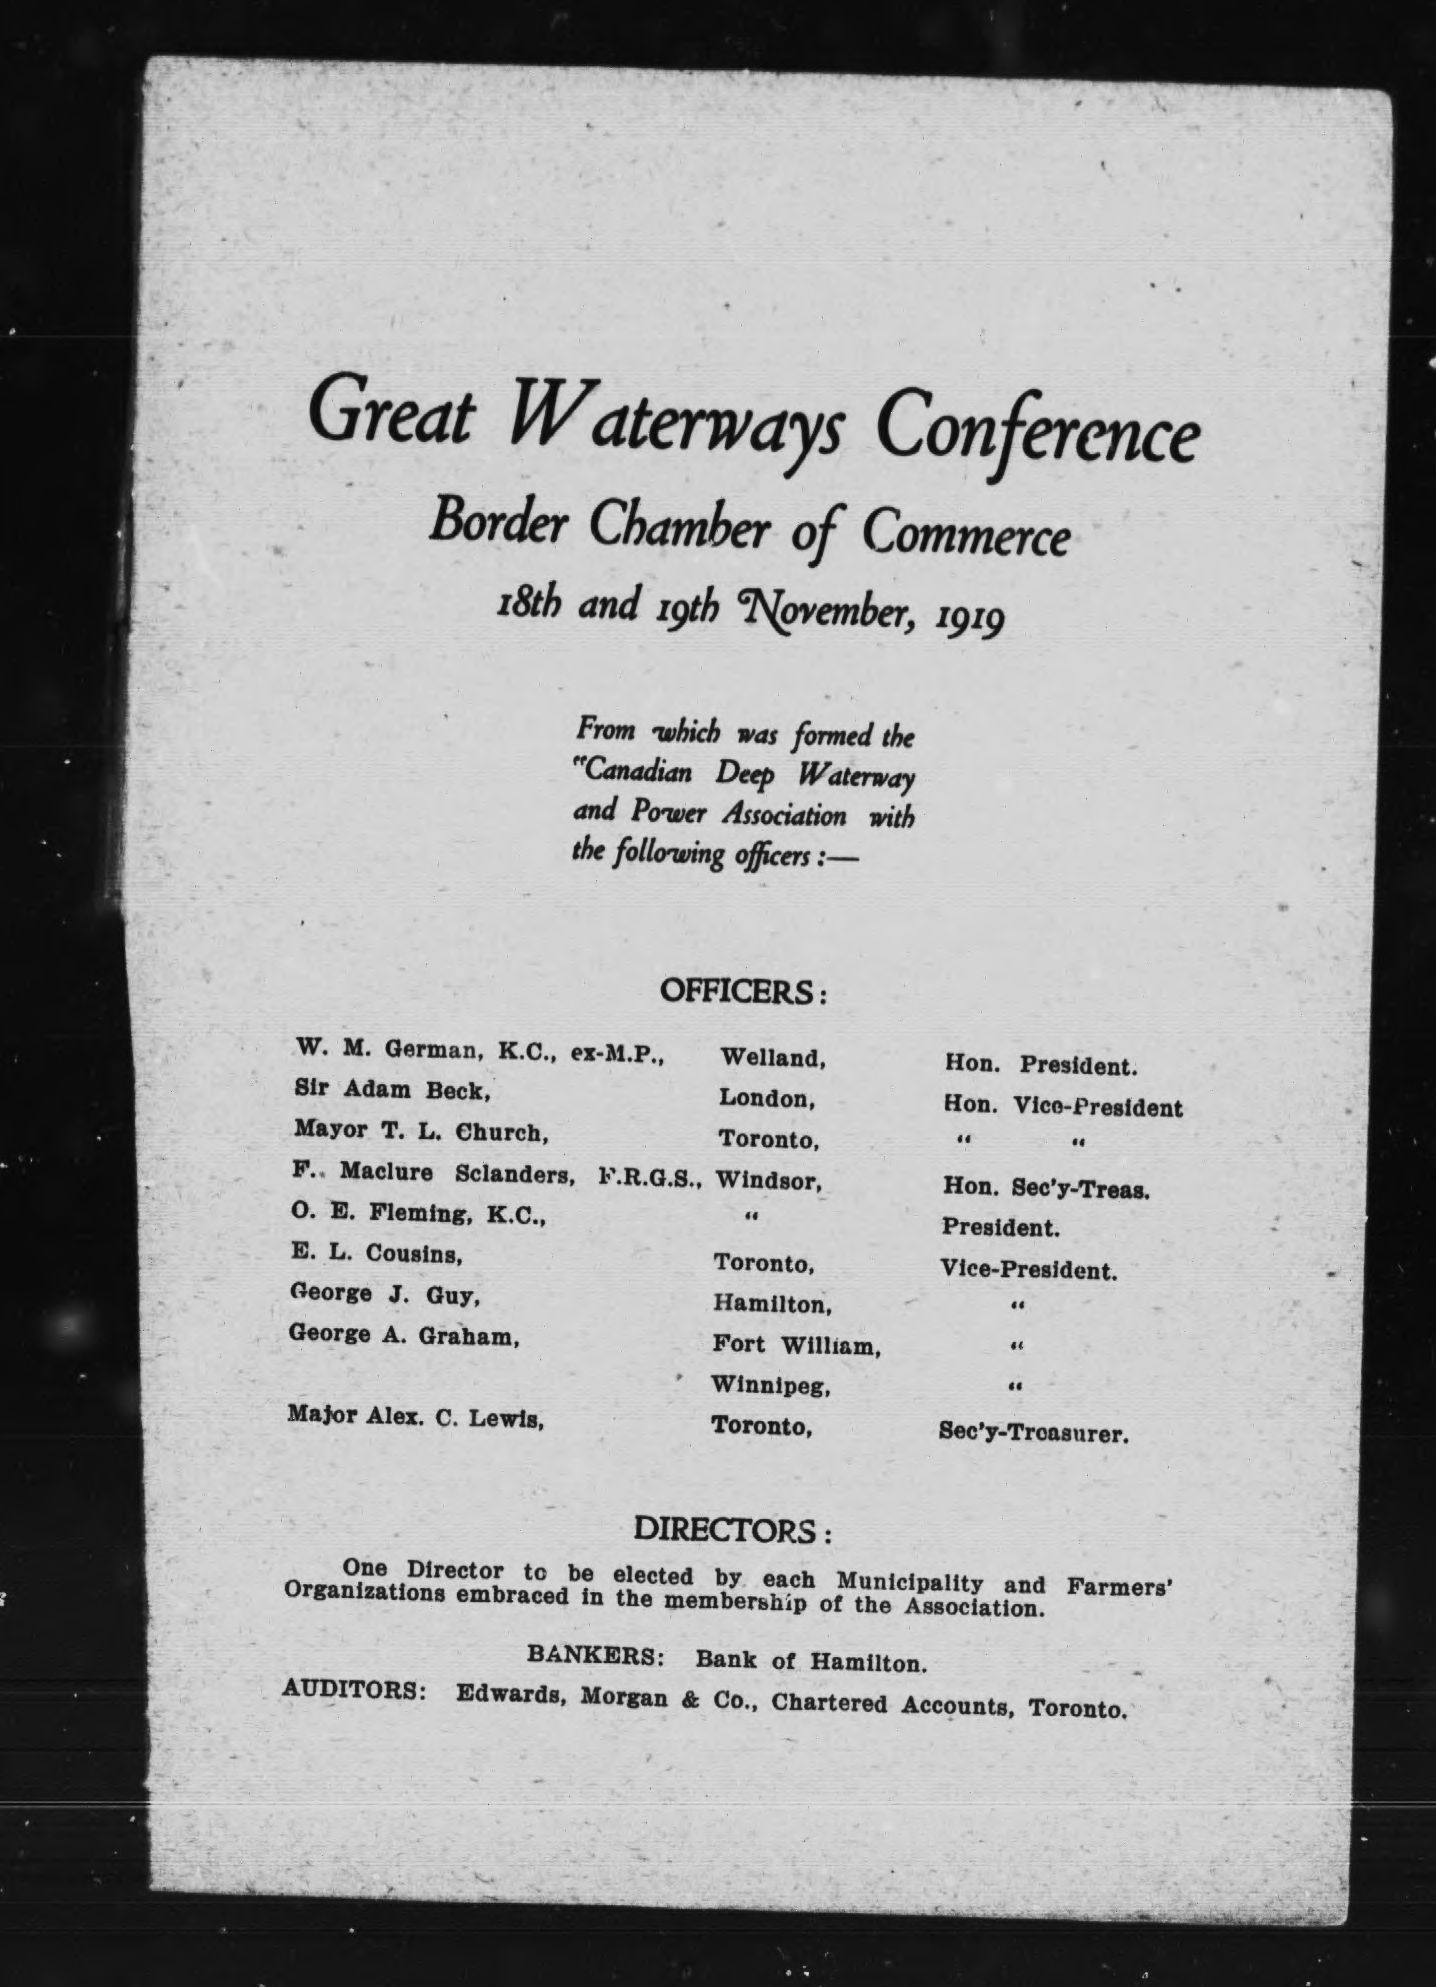 Great Waterways Conference
Border Chamber of Commerce
18th and 19th November, 1919
From which was formed the
"Canadian Deep Waterway
and Power Association with
the following officers :—
OFFICERS :
W. M. German, K.C., ex-M.P., Welland, Hon. President.
Sir Adam Beck, London, Hon. Vice-President
Mayor T. L. Church, Toronto, " "
F. Maclure Sclanders, F.R.G.S., Windsor, Hon. Sec'y-Treas.
O. E. Fleming, K.C., " President.
E. L. Cousins, Toronto, Vice-President.
George J. Guy, Hamilton, "
George A. Graham, Fort William, "
Winnipeg, "
Major Alex. C. Lewis, Toronto, Sec'y-Treasurer.
DIRECTORS :
One Director to be elected by each Municipality and Farmers'
Organizations embraced in the membership of the Association.
BANKERS: Bank of Hamilton.
AUDITORS: Edwards, Morgan & Co., Chartered Accounts, Toronto.